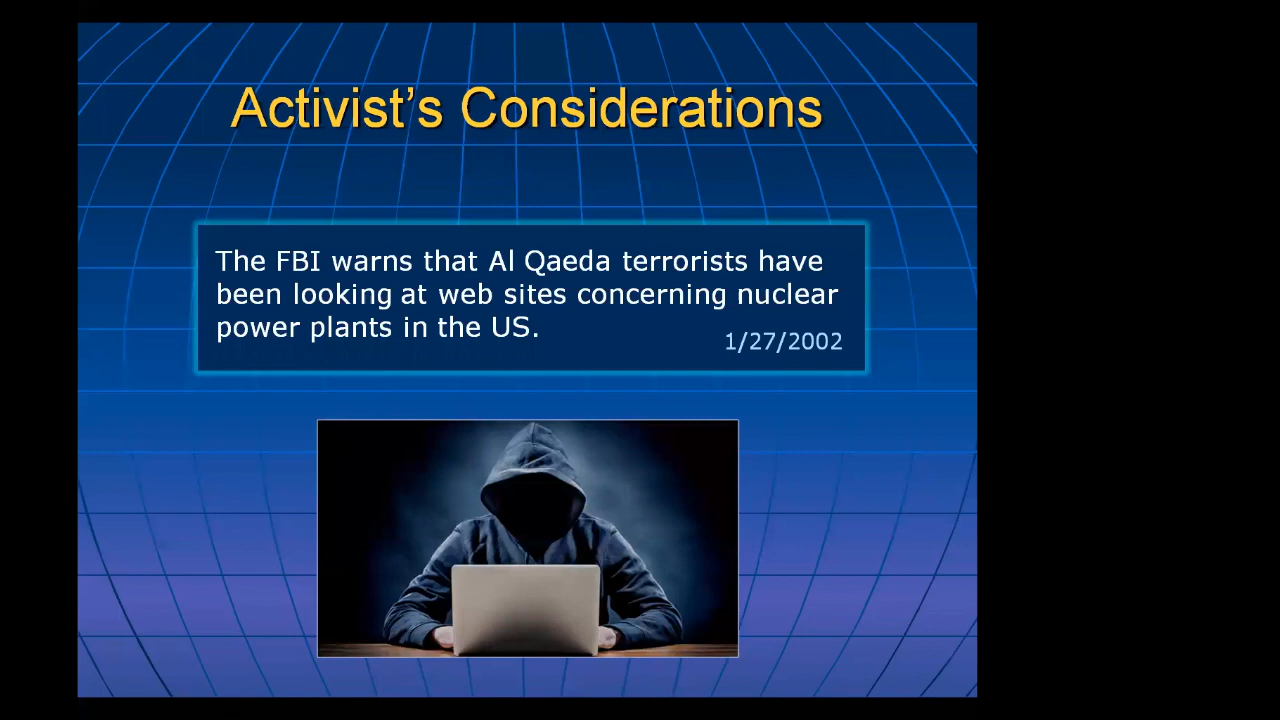 Activist’s Considerations
The FBI warns that Al Qaeda terrorists have
been looking at web sites concerning nuclear
power plants in the US.
1/27/2002